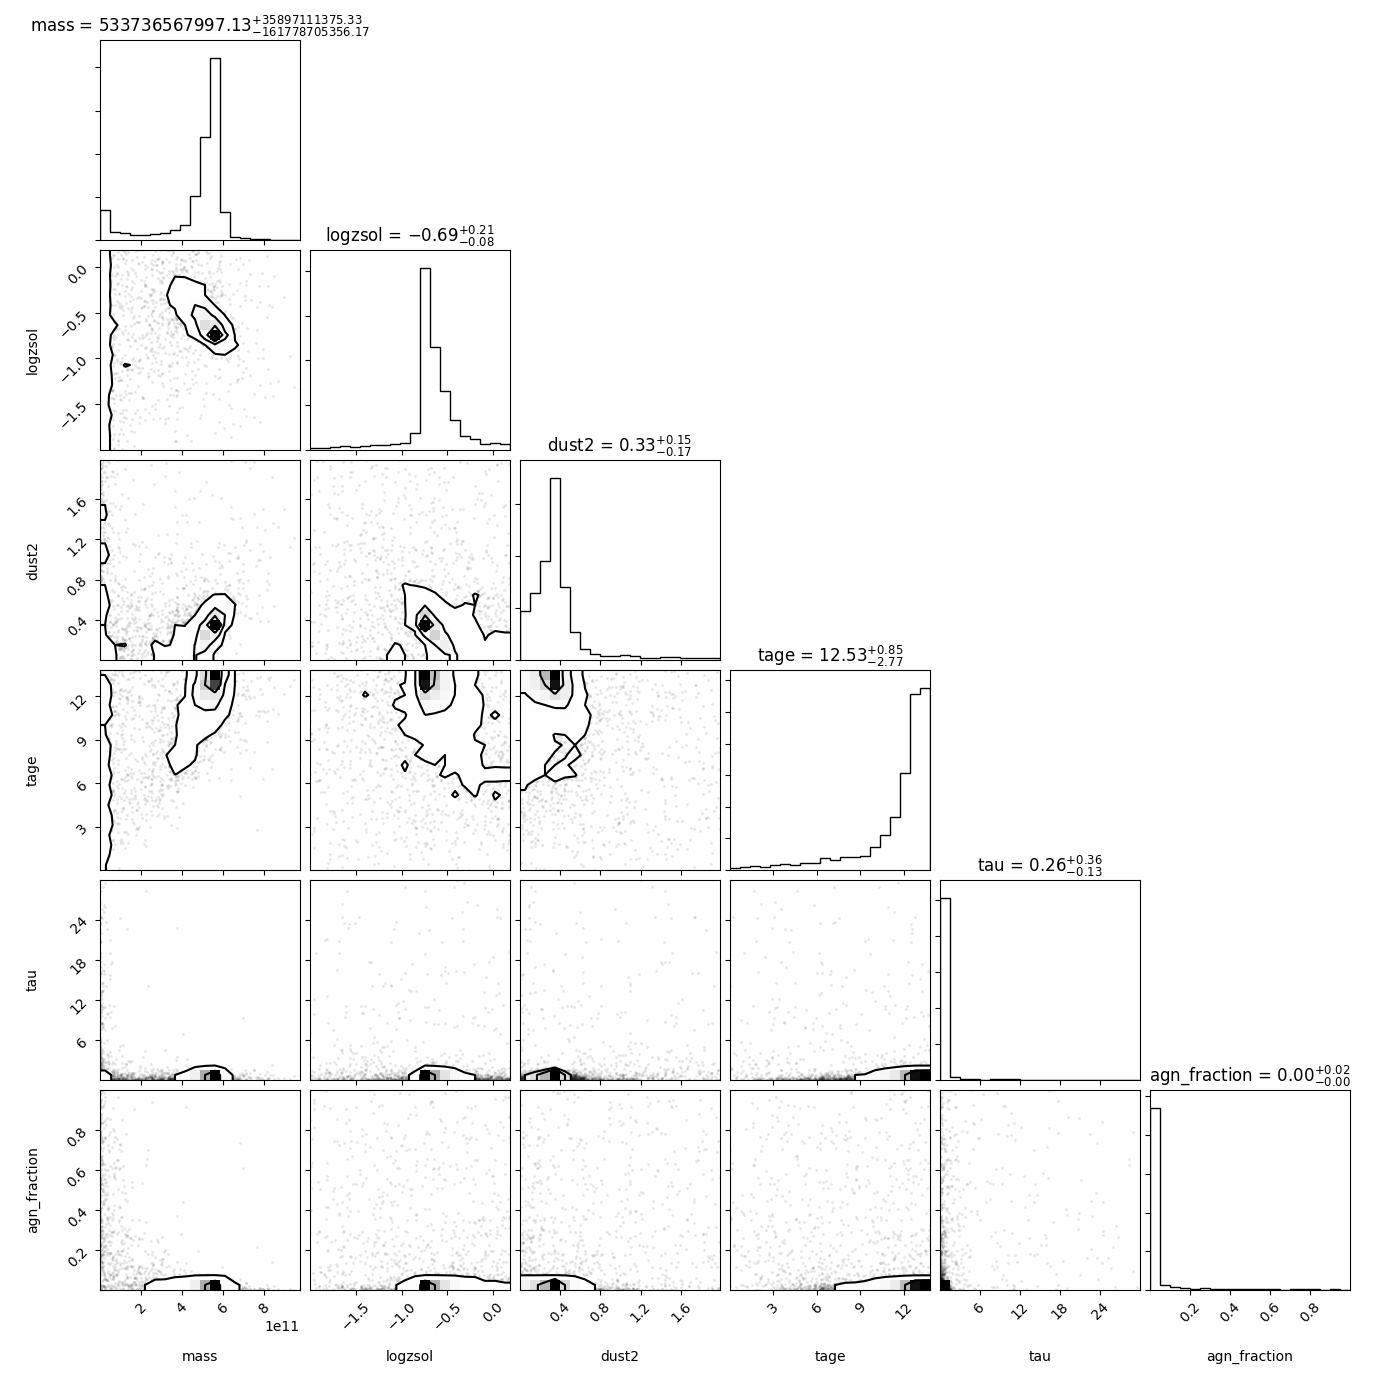 mass = 533736567997.13 +35897111375.33 −161778705356.17
logzsol = −0.69 +0.21 −0.08
logzsol
0.0
−0.5
−1.0
−1.5
dust2 = 0.33 +0.15 −0.17
dust2
1.6
1.2
0.8
0.4
tage = 12.53 +0.85 −2.77
tage
12
9
6
3
tau = 0.26 +0.36 −0.13
tau
24
18
12
6
agn_fraction = 0.00 +0.02 −0.00
agn_fraction
0.8
0.6
0.4
0.2
2 4 6 8 −1.5 −1.0 −0.5 0.0 0.4 0.8 1.2 1.6 3 6 9 12 6 12 18 24 0.2 0.4 0.6 0.8
1e11
mass logzsol dust2 tage tau agn_fraction